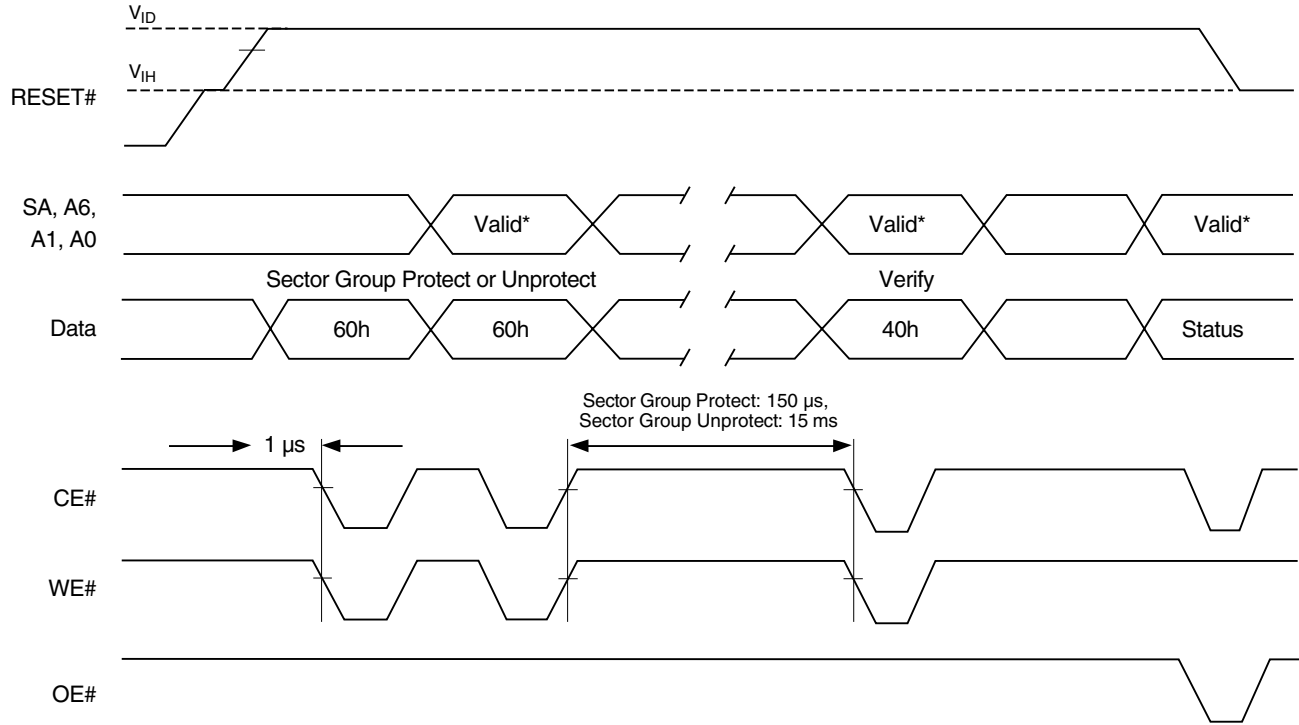 VID
VIH
RESET#
SA, A6,
A1, A0
Valid*
Valid*
Valid*
Sector Group Protect or Unprotect
Verify
Data
60h
60h
40h
Status
Sector Group Protect: 150 µs,
Sector Group Unprotect: 15 ms
1 µs
CE#
WE#
OE#